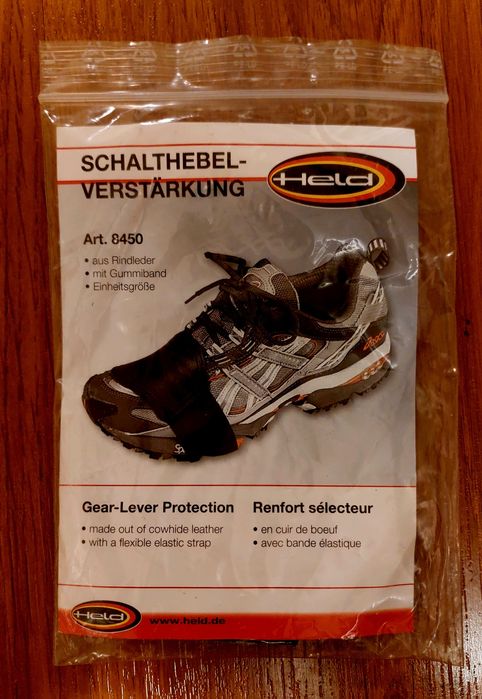 SCHALTHEBEL-
VERSTÄRKUNG
Held
Art. 8450
• aus Rindleder
• mit Gummiband
• Einheitsgröße
Gear-Lever Protection
• made out of cowhide leather
• with a flexible elastic strap
Renfort sélecteur
• en cuir de boeuf
• avec bande élastique
Held
www.held.de